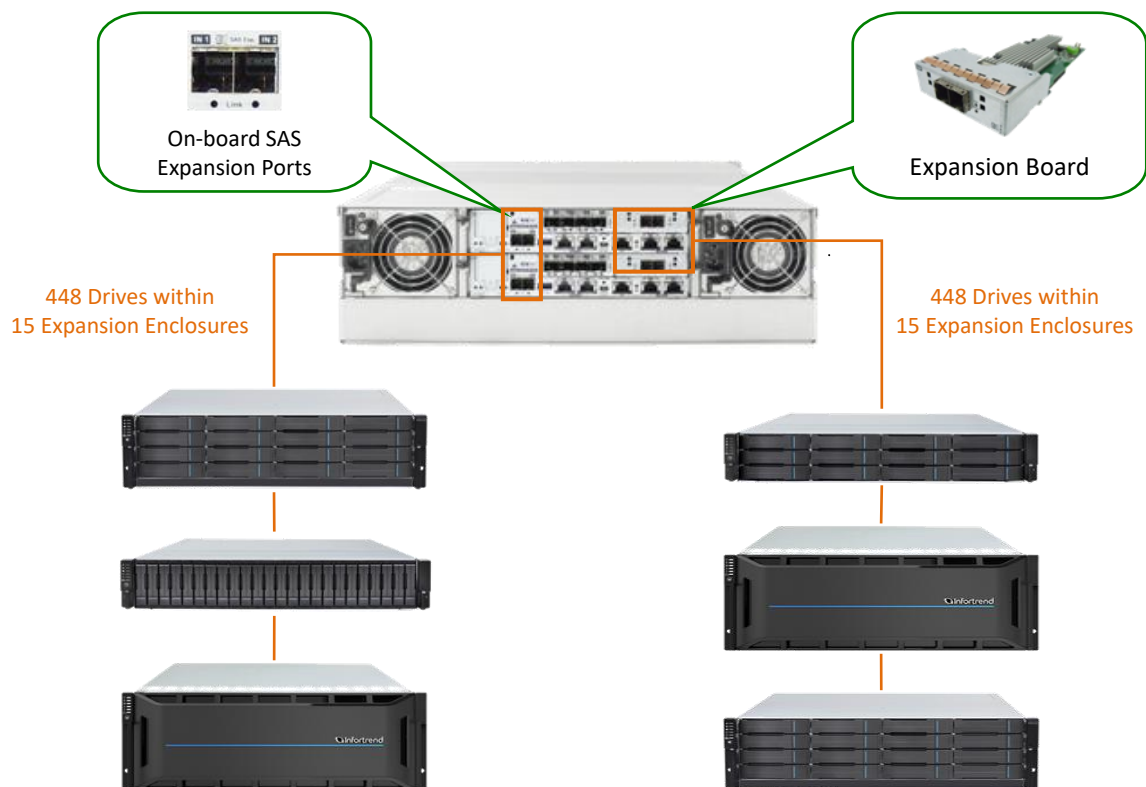 IN 1 SAS Exp. IN 2
Link
On-board SAS
Expansion Ports
Expansion Board
448 Drives within
15 Expansion Enclosures
448 Drives within
15 Expansion Enclosures
Infortrend
Infortrend